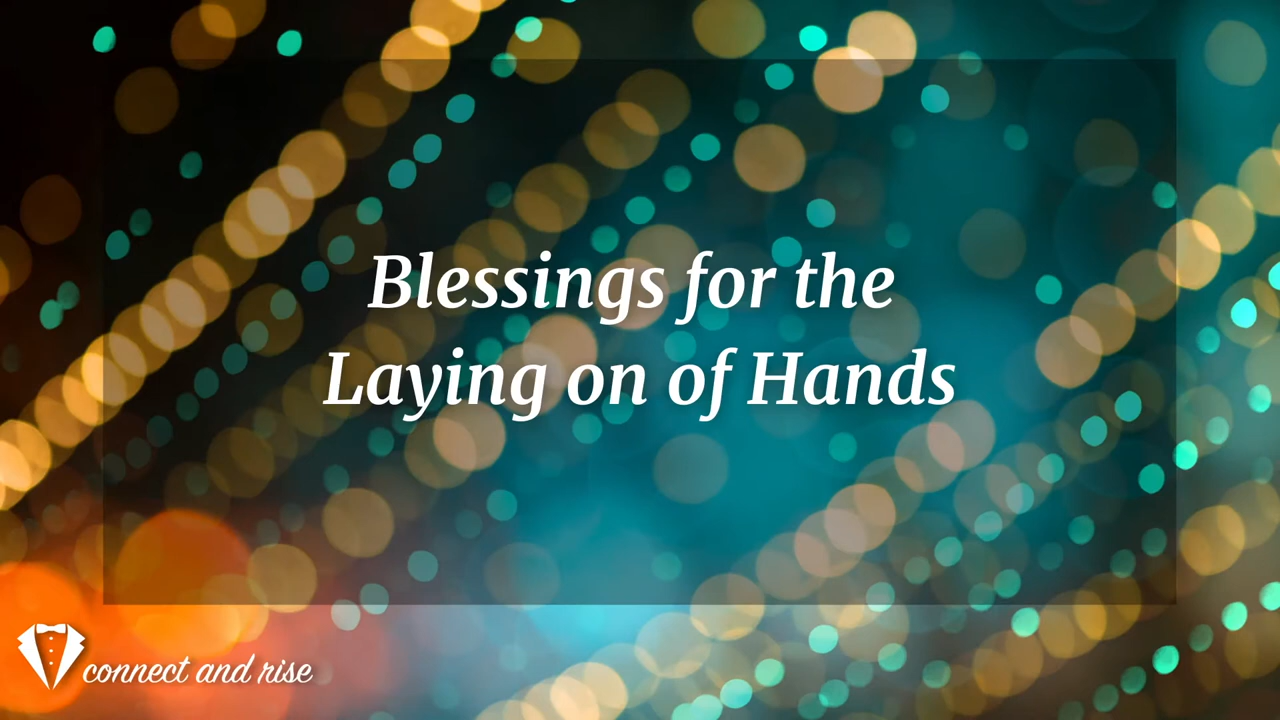 Blessings for the
Laying on of Hands
connect and rise